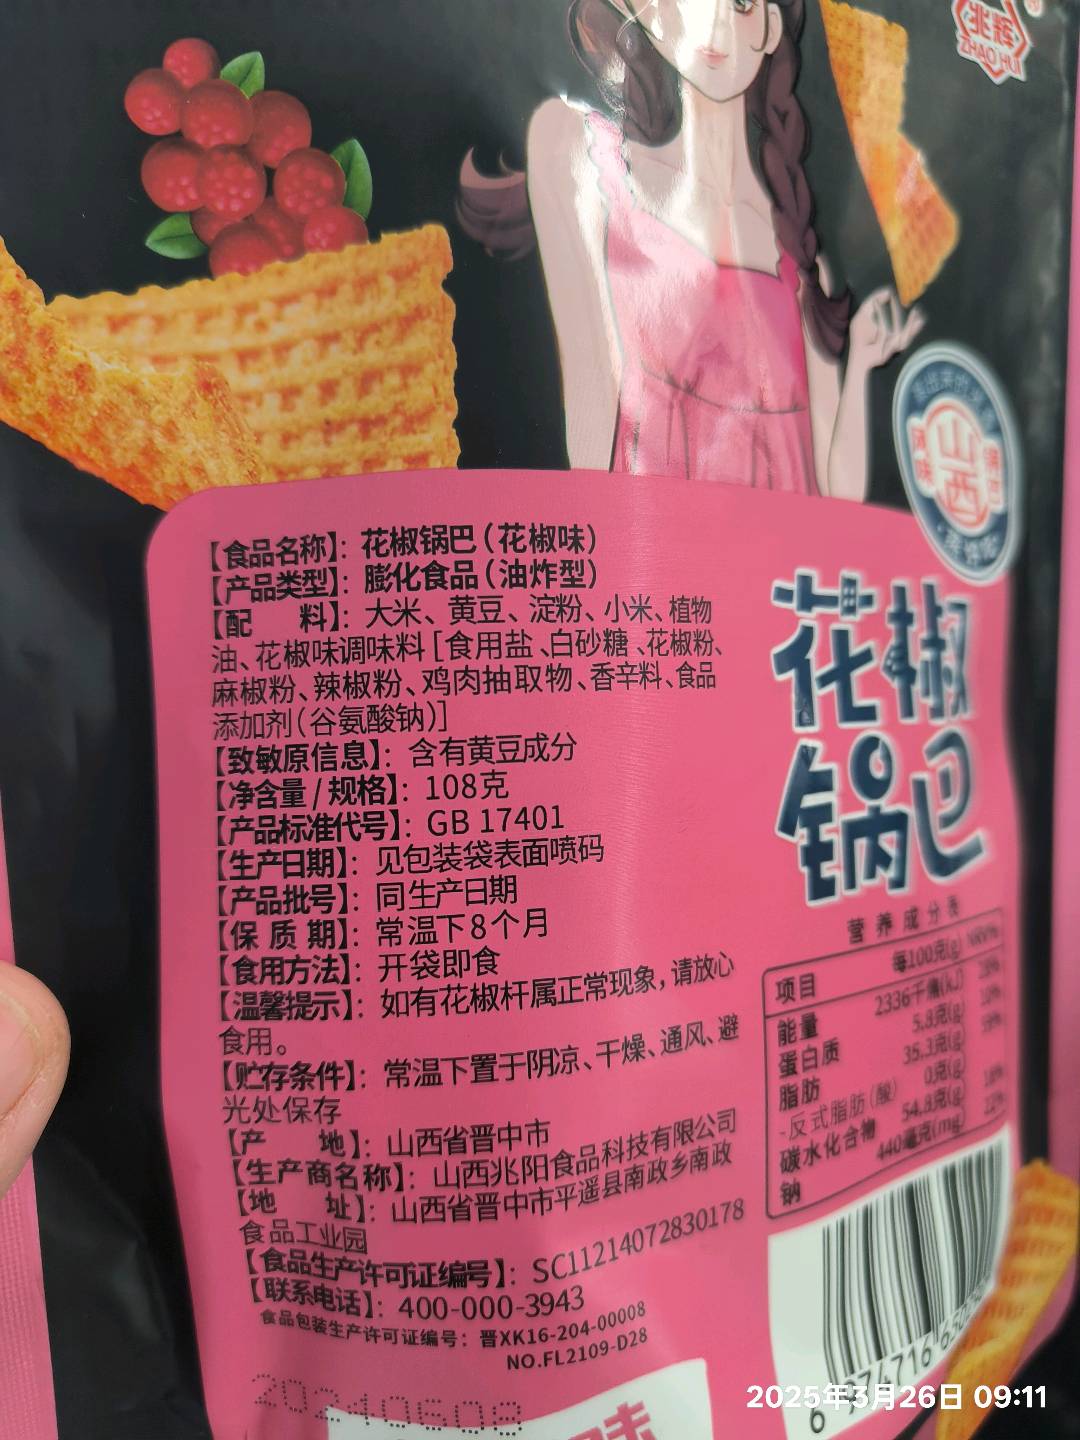 兆辉
ZHAO HUI
山西
风味
【食品名称】：花椒锅巴（花椒味）
【产品类型】：膨化食品（油炸型）
【配 料】：大米、黄豆、淀粉、小米、植物
油、花椒味调味料[食用盐、白砂糖、花椒粉、
麻椒粉、辣椒粉、鸡肉抽取物、香辛料、食品
添加剂（谷氨酸钠）]
【致敏原信息】：含有黄豆成分
【净含量/规格】：108克
【产品标准代号】：GB 17401
【生产日期】：见包装袋表面喷码
【产品批号】：同生产日期
【保 质 期】：常温下8个月
【食用方法】：开袋即食
【温馨提示】：如有花椒杆属正常现象，请放心
食用。
【贮存条件】：常温下置于阴凉、干燥、通风、避
光处保存
【产 地】：山西省晋中市
【生产商名称】：山西兆阳食品科技有限公司
【地 址】：山西省晋中市平遥县南政乡南政
食品工业园
【食品生产许可证编号】：SC11214072830178
【联系电话】：400-000-3943
食品包装生产许可证编号：晋XK16-204-00008
NO.FL2109-D28
20240608
花椒
锅巴
营养成分表
项目 每100克(g) NRV%
能量 2336千焦(kJ)
蛋白质 5.8克(g)
脂肪 35.3克(g)
-反式脂肪(酸) 0克(g)
碳水化合物 54.8克(g)
钠 440毫克(mg)
味
2025年3月26日 09:11